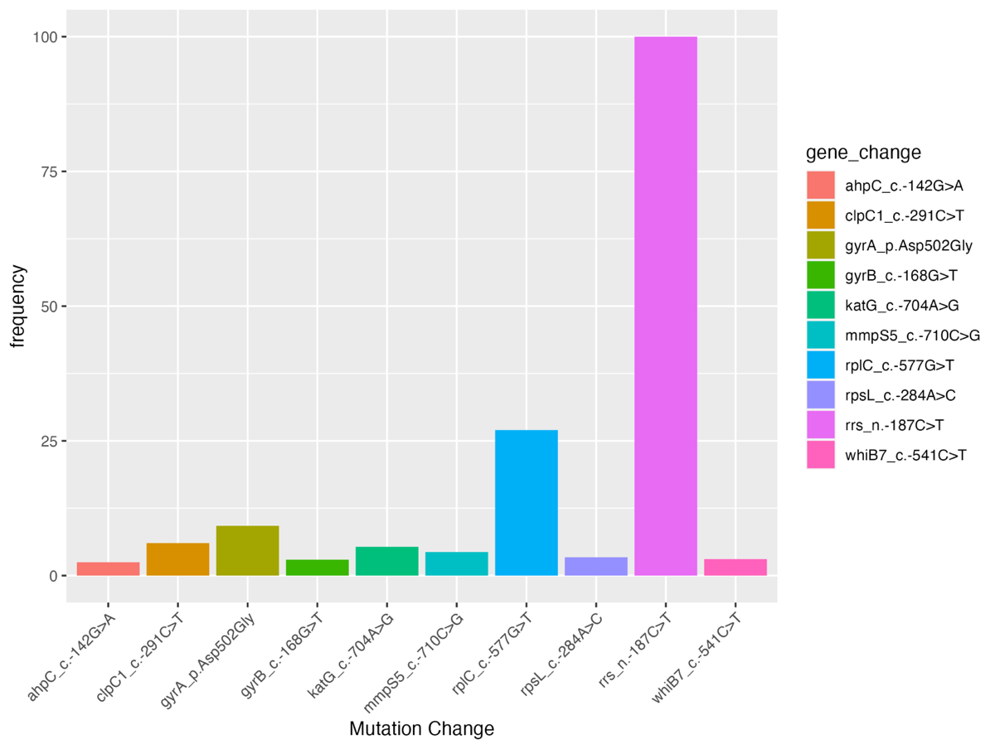 100
75
50
25
0
frequency
ahpC_c.-142G>A
clpC1_c.-291C>T
gyrA_p.Asp502Gly
gyrB_c.-168G>T
katG_c.-704A>G
mmpS5_c.-710C>G
rplC_c.-577G>T
rpsL_c.-284A>C
rrs_n.-187C>T
whiB7_c.-541C>T
Mutation Change
gene_change
ahpC_c.-142G>A
clpC1_c.-291C>T
gyrA_p.Asp502Gly
gyrB_c.-168G>T
katG_c.-704A>G
mmpS5_c.-710C>G
rplC_c.-577G>T
rpsL_c.-284A>C
rrs_n.-187C>T
whiB7_c.-541C>T